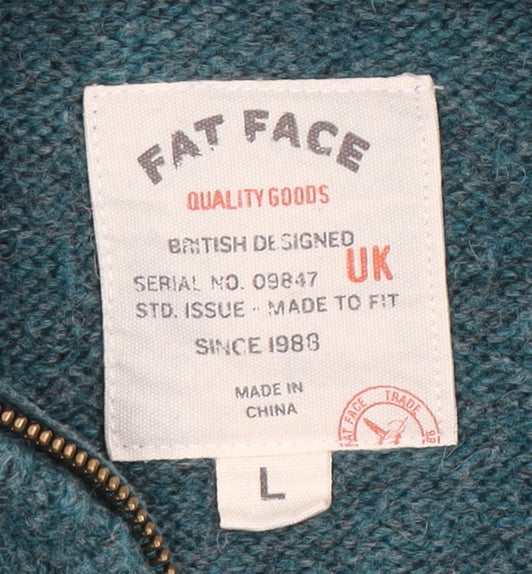 FAT FACE
QUALITY GOODS
BRITISH DESIGNED
UK
SERIAL NO. 09847
STD. ISSUE - MADE TO FIT
SINCE 1988
MADE IN
CHINA
FAT FACE TRADE
88
L